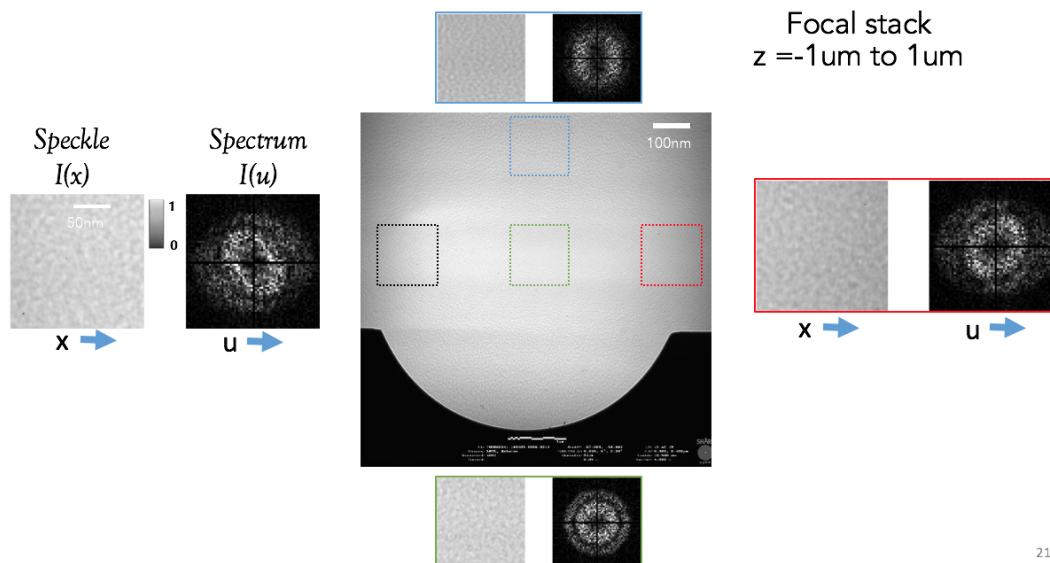 Focal stack
z =-1um to 1um
Speckle
I(x)
Spectrum
I(u)
50nm
1
0
x
u
100nm
x
u
21